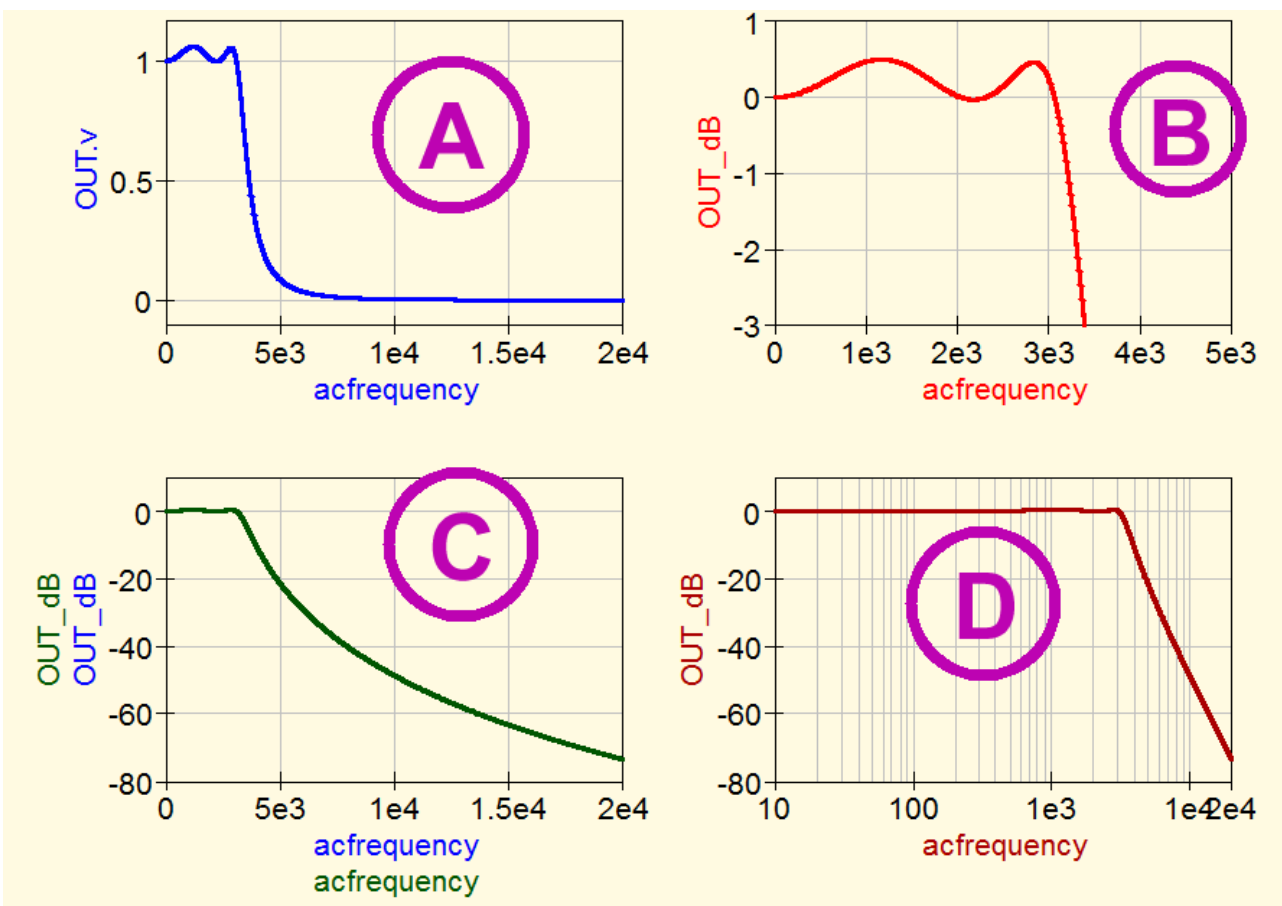 1
0.5
0
OUT.v
A
0 5e3 1e4 1.5e4 2e4
acfrequency
1
0
-1
-2
-3
OUT_dB
B
0 1e3 2e3 3e3 4e3 5e3
acfrequency
0
-20
-40
-60
-80
OUT_dB
OUT_dB
C
0 5e3 1e4 1.5e4 2e4
acfrequency
acfrequency
0
-20
-40
-60
-80
OUT_dB
D
10 100 1e3 1e4 2e4
acfrequency